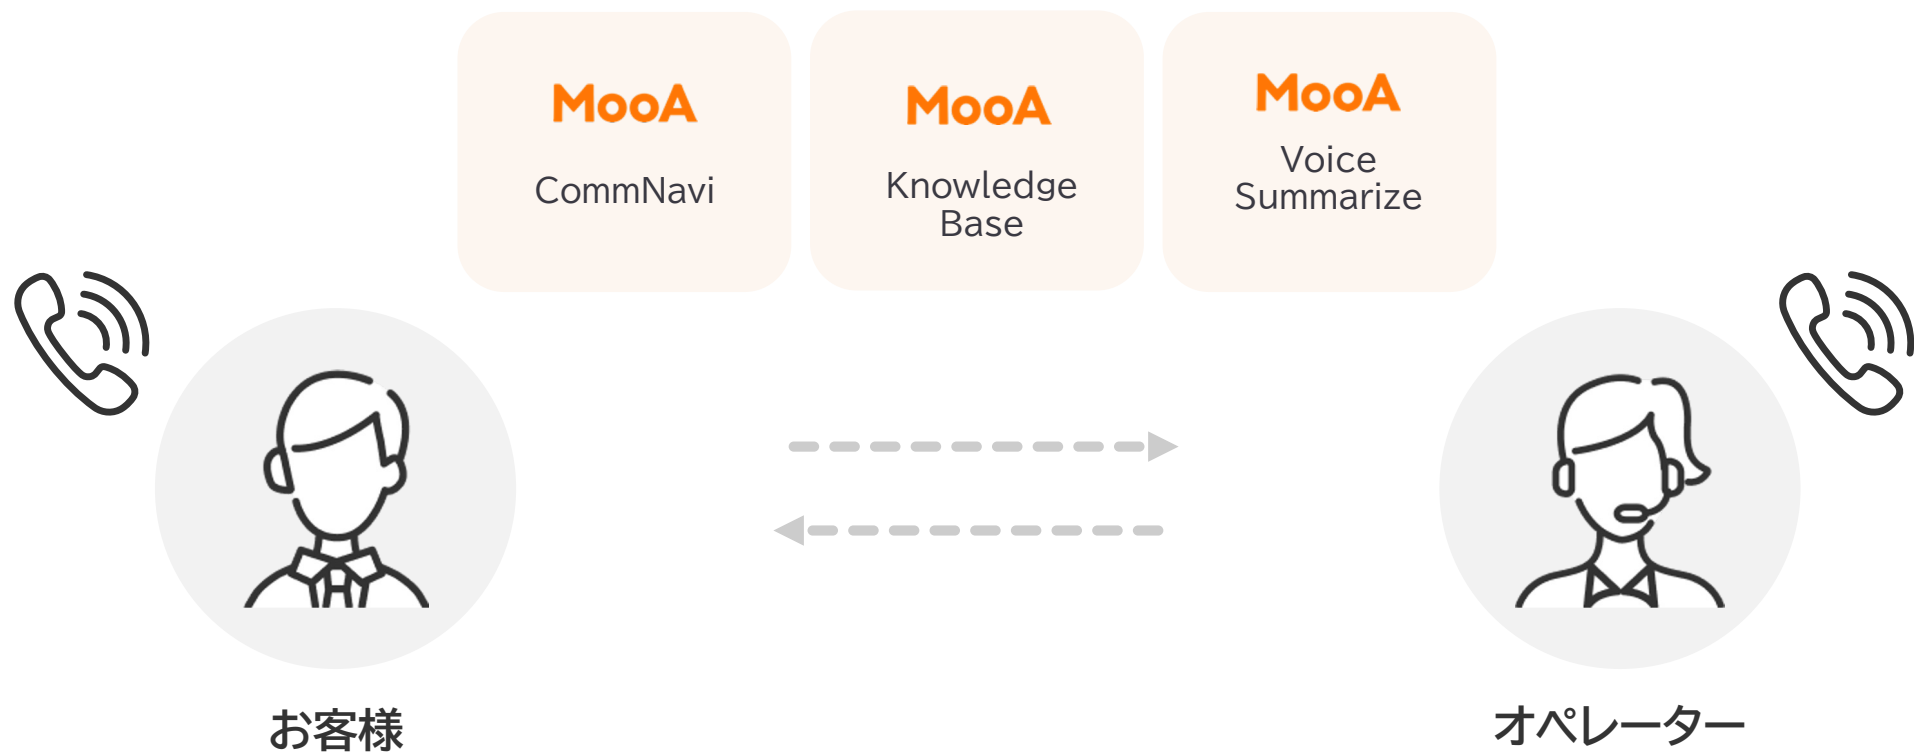 MooA
CommNavi
MooA
Knowledge
Base
MooA
Voice
Summarize
お客様
オペレーター